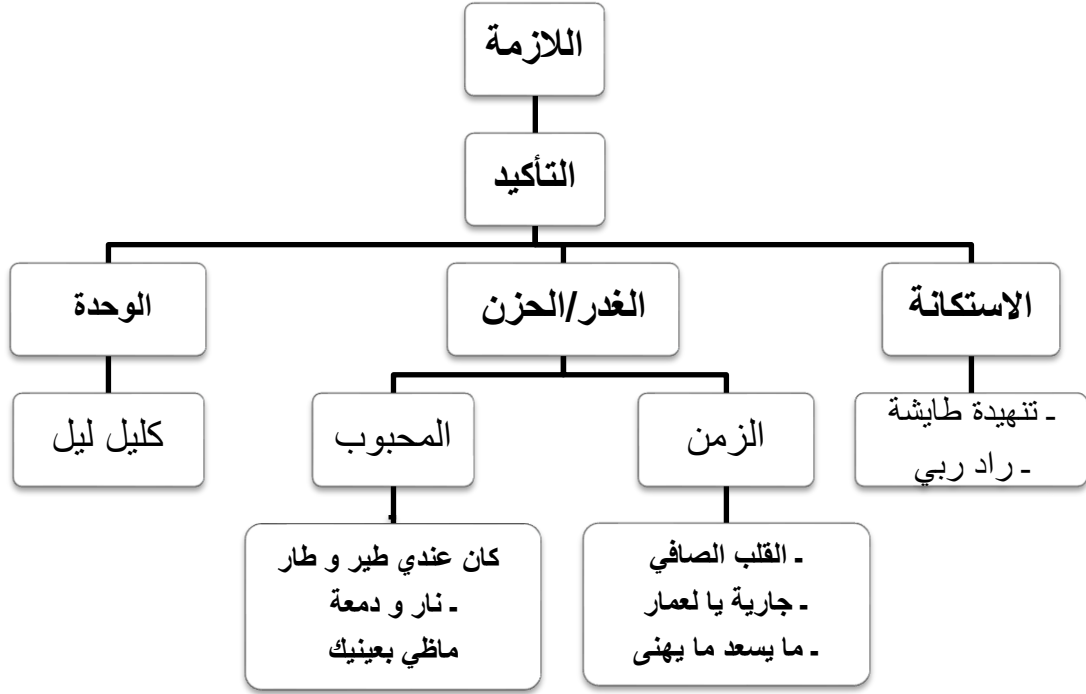 اللازمة
التأكيد
الاستكانة
الغدر/الحزن
الوحدة
ـ تنهيدة طايشة
ـ راد ربي
الزمن
المحبوب
كليل ليل
ـ القلب الصافي
ـ جارية يا لعمار
ـ ما يسعد ما يهنى
كان عندي طير و طار
ـ نار و دمعة
ماظي بعينيك